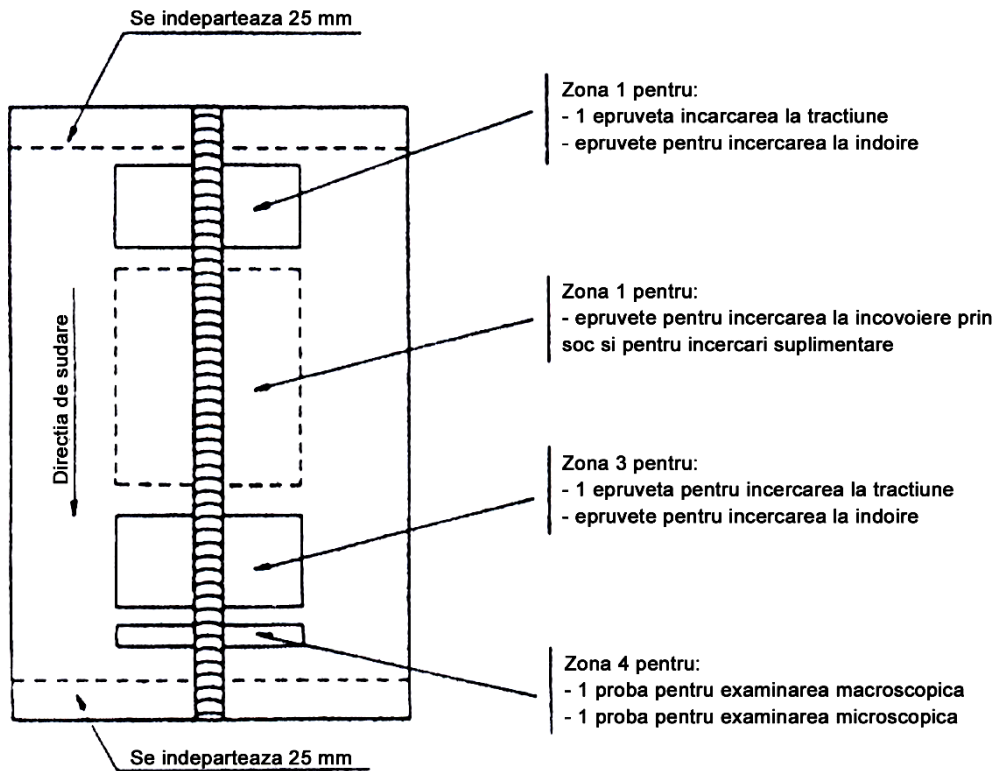 Se indeparteaza 25 mm
Zona 1 pentru:
- 1 epruveta incarcarea la tractiune
- epruvete pentru incercarea la indoire
Zona 1 pentru:
- epruvete pentru incercarea la incovoiere prin
soc si pentru incercari suplimentare
Directia de sudare
Zona 3 pentru:
- 1 epruveta pentru incercarea la tractiune
- epruvete pentru incercarea la indoire
Zona 4 pentru:
- 1 proba pentru examinarea macroscopica
- 1 proba pentru examinarea microscopica
Se indeparteaza 25 mm